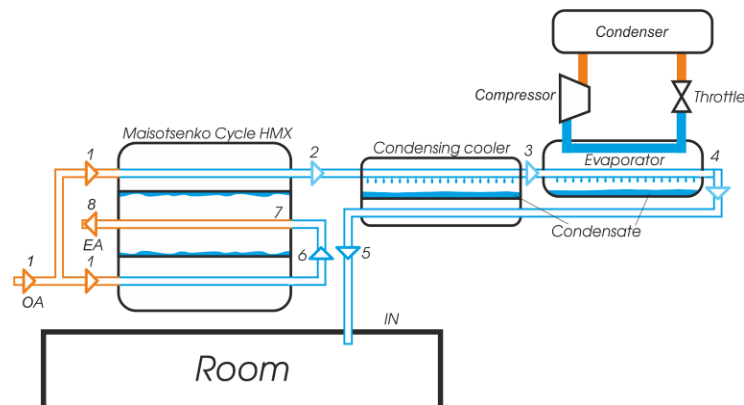 Condenser
Compressor
Throttle
Maisotsenko Cycle HMX
Condensing cooler
Evaporator
1
2
3
4
8
7
EA
Condensate
1
1
6
5
OA
IN
Room